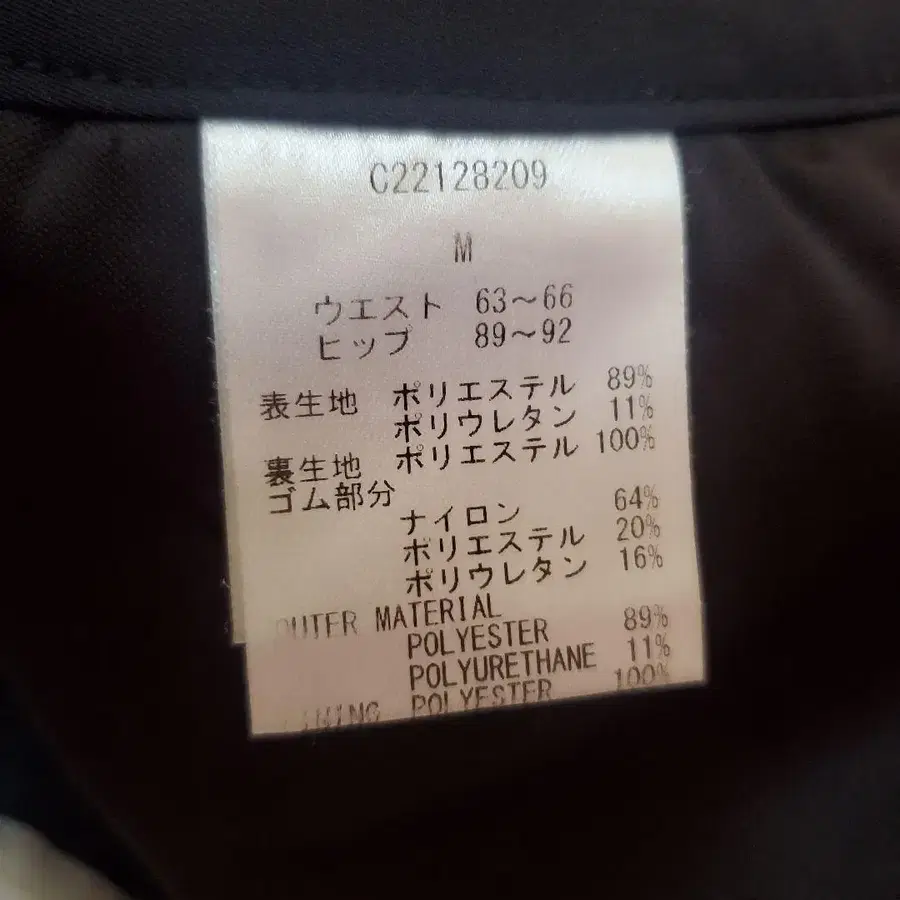 C22128209
M
ウエスト 63～66
ヒップ 89～92
表生地 ポリエステル 89%
ポリウレタン 11%
裏生地 ポリエステル 100%
ゴム部分
ナイロン 64%
ポリエステル 20%
ポリウレタン 16%
OUTER MATERIAL
POLYESTER 89%
POLYURETHANE 11%
LINING POLYESTER 100%